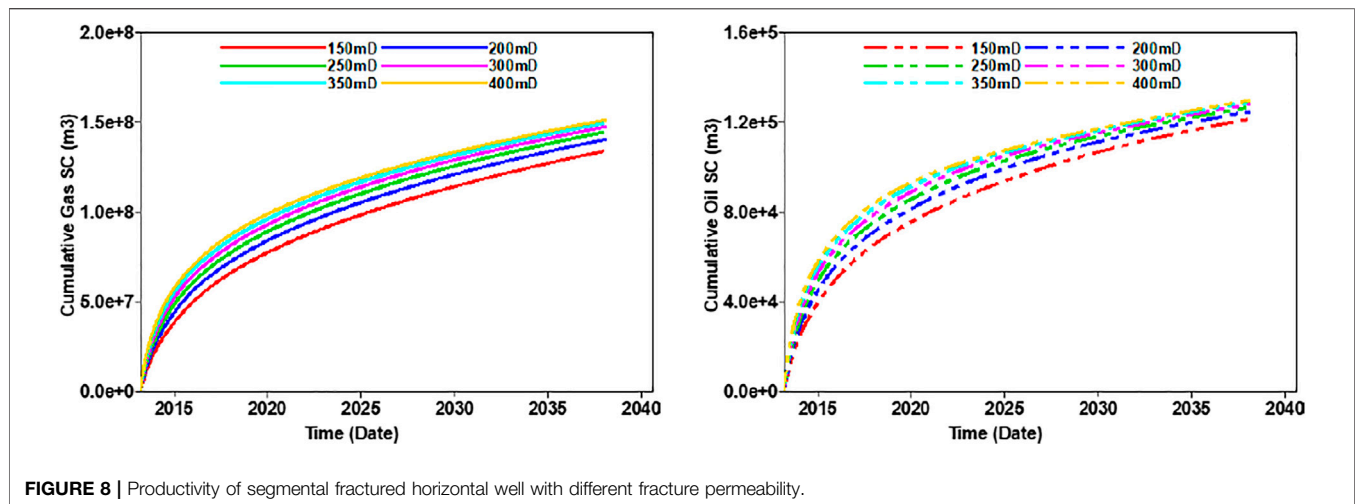 2.0e+8
1.5e+8
1.0e+8
5.0e+7
0.0e+0
Cumulative Gas SC (m3)
150mD 200mD
250mD 300mD
350mD 400mD
2015 2020 2025 2030 2035 2040
Time (Date)
1.6e+5
1.2e+5
8.0e+4
4.0e+4
0.0e+0
Cumulative Oil SC (m3)
150mD 200mD
250mD 300mD
350mD 400mD
2015 2020 2025 2030 2035 2040
Time (Date)
FIGURE 8 | Productivity of segmental fractured horizontal well with different fracture permeability.